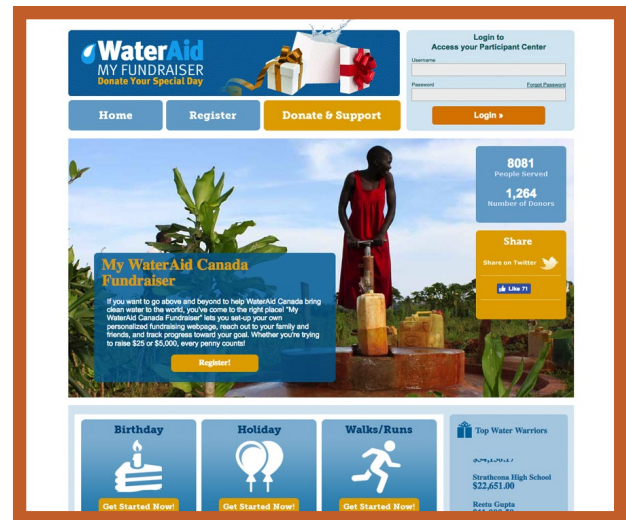 WaterAid
MY FUNDRAISER
Donate Your Special Day
Login to
Access your Participant Center
Username
Password
Forgot Password
Login »
Home
Register
Donate & Support
8081
People Served
1,264
Number of Donors
Share
Share on Twitter
Like 71
My WaterAid Canada
Fundraiser
If you want to go above and beyond to help WaterAid Canada bring
clean water to the world, you've come to the right place! "My
WaterAid Canada Fundraiser" lets you set-up your own
personalized fundraising webpage, reach out to your family and
friends, and track progress toward your goal. Whether you're trying
to raise $25 or $5,000, every penny counts!
Register!
Birthday
Holiday
Walks/Runs
Get Started Now!
Get Started Now!
Get Started Now!
Top Water Warriors
Strathcona High School
$22,651.00
Reetu Gupta